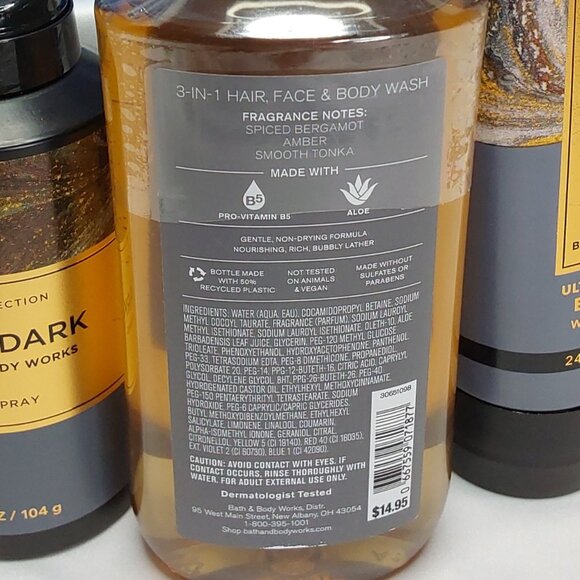 3-IN-1 HAIR, FACE & BODY WASH
FRAGRANCE NOTES:
SPICED BERGAMOT
AMBER
SMOOTH TONKA
MADE WITH
B5
PRO-VITAMIN B5
ALOE
GENTLE, NON-DRYING FORMULA
NOURISHING, RICH, BUBBLY LATHER
BOTTLE MADE
WITH 50%
RECYCLED PLASTIC
NOT TESTED
ON ANIMALS
& VEGAN
MADE WITHOUT
SULFATES OR
PARABENS
INGREDIENTS: WATER (AQUA, EAU), COCAMIDOPROPYL BETAINE, SODIUM
METHYL COCOYL TAURATE, FRAGRANCE (PARFUM), SODIUM LAUROYL
METHYL ISETHIONATE, SODIUM LAUROYL ISETHIONATE, OLETH-10, ALOE
BARBADENSIS LEAF JUICE, GLYCERIN, PEG-120 METHYL GLUCOSE
TRIOLEATE, PHENOXYETHANOL, HYDROXYACETOPHENONE, PANTHENOL,
PEG-33, TETRASODIUM EDTA, PEG-8 DIMETHICONE, PROPANEDIOL,
POLYSORBATE 20, PEG-14, PPG-12-BUTETH-16, CITRIC ACID, CAPRYLYL
GLYCOL, DECYLENE GLYCOL, BHT, PPG-26-BUTETH-26, PEG-40
HYDROGENATED CASTOR OIL, ETHYLHEXYL METHOXYCINNAMATE,
PEG-150 PENTAERYTHRITYL TETRASTEARATE, SODIUM
HYDROXIDE, PEG-6 CAPRYLIC/CAPRIC GLYCERIDES,
BUTYL METHOXYDIBENZOYLMETHANE, ETHYLHEXYL
SALICYLATE, LIMONENE, LINALOOL, COUMARIN,
ALPHA-ISOMETHYL IONONE, GERANIOL, CITRAL,
CITRONELLOL, YELLOW 5 (CI 19140), RED 40 (CI 16035),
EXT. VIOLET 2 (CI 60730), BLUE 1 (CI 42090).
CAUTION: AVOID CONTACT WITH EYES. IF
CONTACT OCCURS, RINSE THOROUGHLY WITH
WATER. FOR ADULT EXTERNAL USE ONLY.
Dermatologist Tested
Bath & Body Works, Distr.
95 West Main Street, New Albany, OH 43054
1-800-395-1001
Shop bathandbodyworks.com
30651098
$14.95
ECTION
DARK
DY WORKS
PRAY
Z / 104 g
B
UL
E
W
24